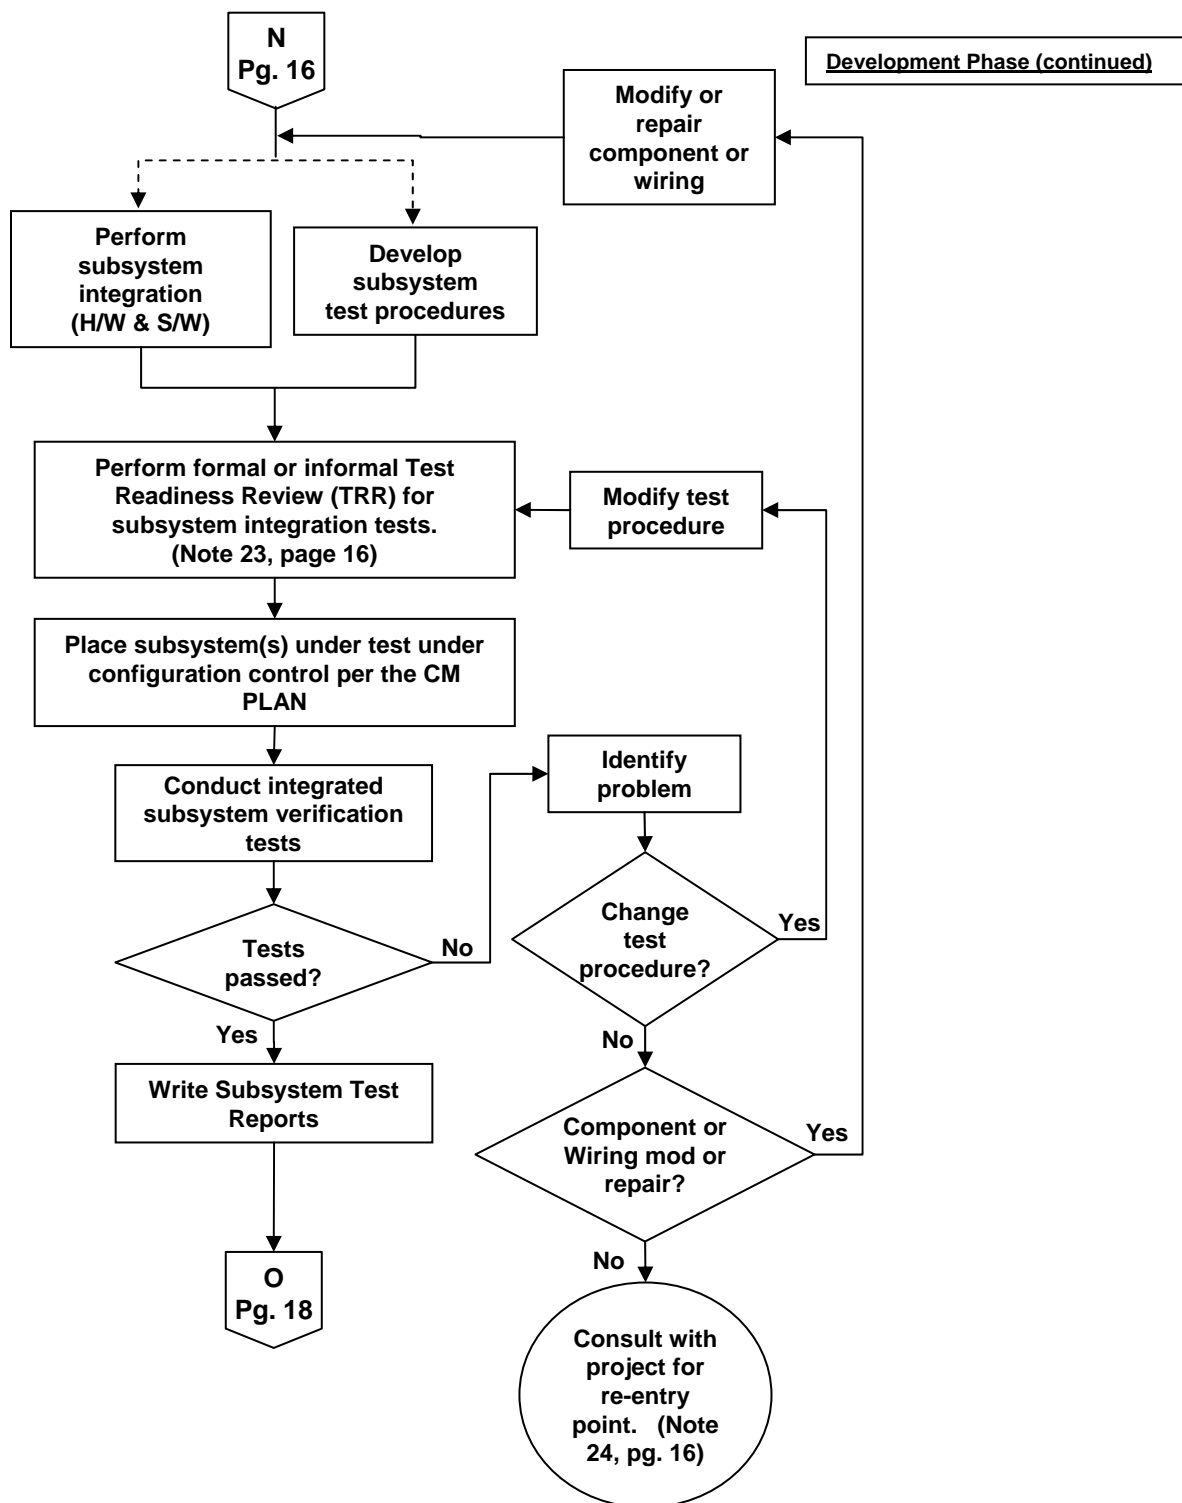 N
Pg. 16
Development Phase (continued)
Modify or
repair
component or
wiring
Perform
subsystem
integration
(H/W & S/W)
Develop
subsystem
test procedures
Perform formal or informal Test
Readiness Review (TRR) for
subsystem integration tests.
(Note 23, page 16)
Modify test
procedure
Place subsystem(s) under test under
configuration control per the CM
PLAN
Conduct integrated
subsystem verification
tests
Identify
problem
Tests
passed?
No
Change
test
procedure?
Yes
Yes
No
Write Subsystem Test
Reports
Component or
Wiring mod or
repair?
Yes
No
O
Pg. 18
Consult with
project for
re-entry
point. (Note
24, pg. 16)